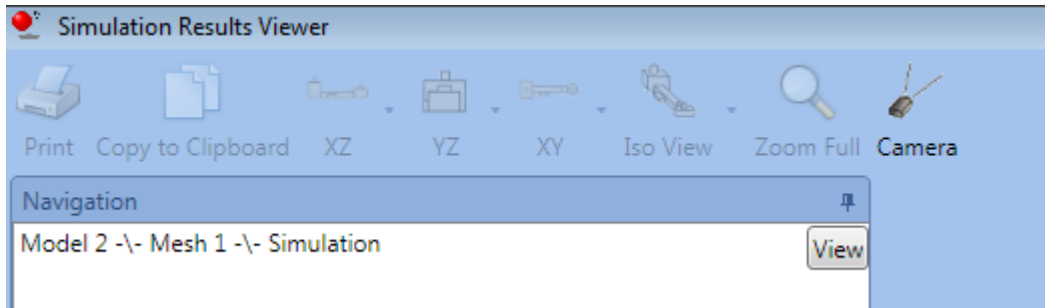 Simulation Results Viewer
Print Copy to Clipboard XZ YZ XY Iso View Zoom Full Camera
Navigation
Model 2 -\- Mesh 1 -\- Simulation View